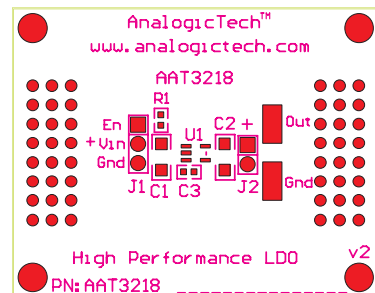 AnalogicTech™
www.analogictech.com
AAT3218
R1
En
U1
C2 +
Out
+ Vin
Gnd
J1
C1
C3
J2
Gnd
High Performance LDO
v2
PN: AAT3218 _______________